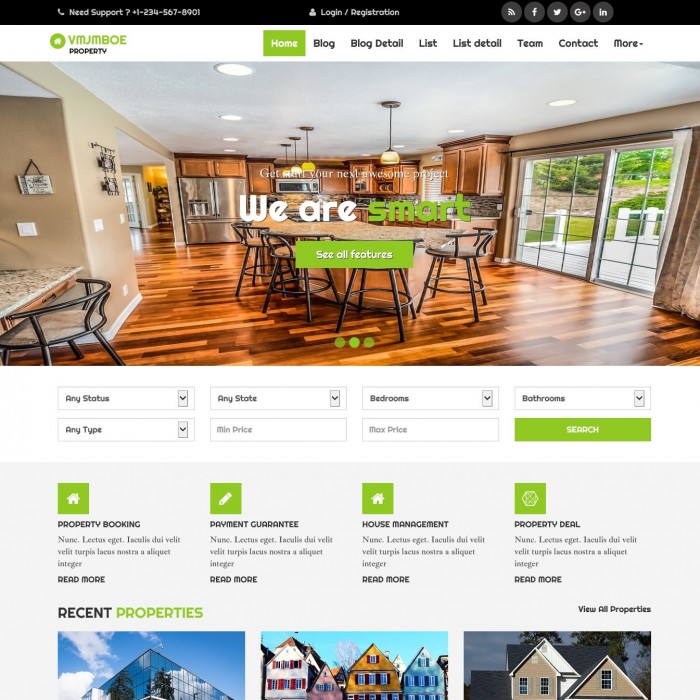 Need Support ? +1-234-567-8901
Login / Registration
VMJMBOE
PROPERTY
Home Blog Blog Detail List List detail Team Contact More
Get start your next awesome project
We are smart
See all features
Any Status Any State Bedrooms Bathrooms
Any Type Min Price Max Price SEARCH
PROPERTY BOOKING
Nunc. Lectus eget. Iaculis dui velit
velit turpis lacus nostra a aliquet
integer
READ MORE
PAYMENT GUARANTEE
Nunc. Lectus eget. Iaculis dui velit
velit turpis lacus nostra a aliquet
integer
READ MORE
HOUSE MANAGEMENT
Nunc. Lectus eget. Iaculis dui velit
velit turpis lacus nostra a aliquet
integer
READ MORE
PROPERTY DEAL
Nunc. Lectus eget. Iaculis dui velit
velit turpis lacus nostra a aliquet
integer
READ MORE
RECENT PROPERTIES
View All Properties